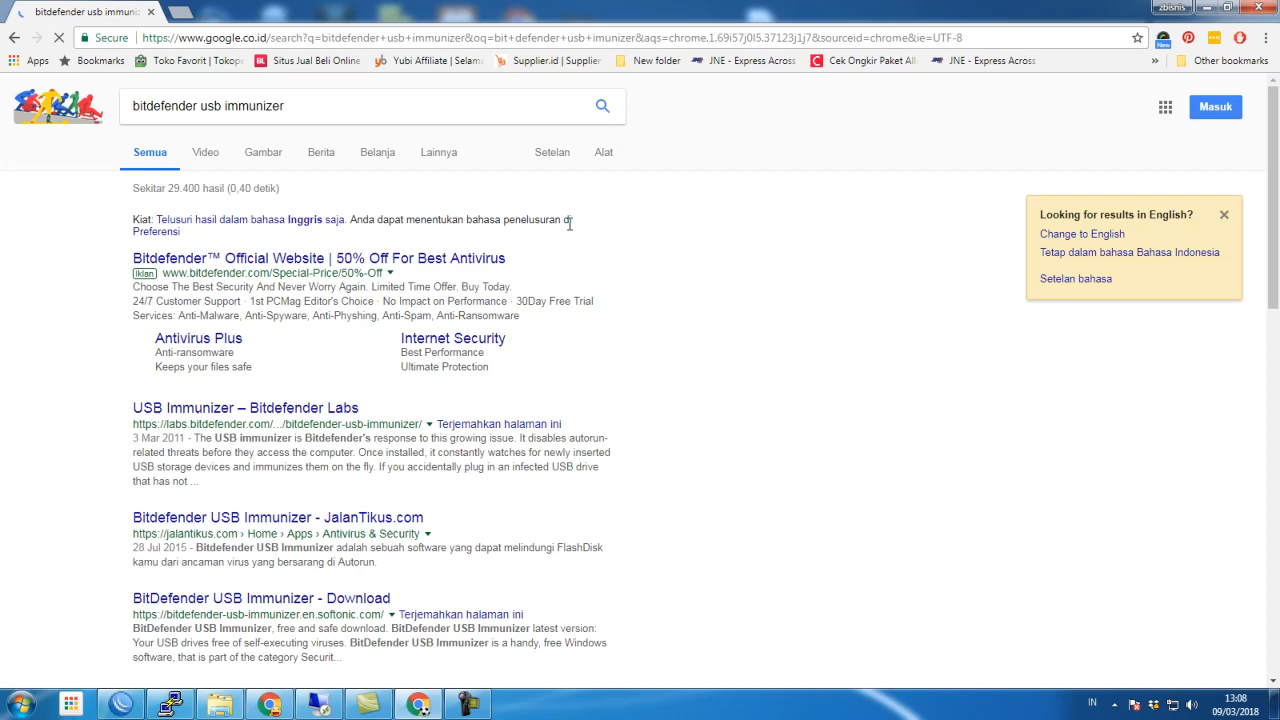 bitdefender usb immuni
zbisnis
Secure
https://www.google.co.id/search?q=bitdefender+usb+immunizer&oq=bit+defender+usb+imunizer&aqs=chrome.1.69i57j0l5.37123j1j7&sourceid=chrome&ie=UTF-8
New
Apps
Bookmarks
Toko Favorit | Tokop
Situs Jual Beli Online
Yubi Affiliate | Selama
Supplier.id | Supplier
New folder
JNE - Express Across
Cek Ongkir Paket All
JNE - Express Across
»
Other bookmarks
bitdefender usb immunizer
Masuk
Semua
Video
Gambar
Berita
Belanja
Lainnya
Setelan
Alat
Sekitar 29.400 hasil (0,40 detik)
Kiat: Telusuri hasil dalam bahasa Inggris saja. Anda dapat menentukan bahasa penelusuran di
Preferensi
Looking for results in English?
Change to English
Tetap dalam bahasa Bahasa Indonesia
Setelan bahasa
Bitdefender™ Official Website | 50% Off For Best Antivirus
Iklan www.bitdefender.com/Special-Price/50%-Off
Choose The Best Security And Never Worry Again. Limited Time Offer. Buy Today.
24/7 Customer Support · 1st PCMag Editor's Choice · No Impact on Performance · 30Day Free Trial
Services: Anti-Malware, Anti-Spyware, Anti-Physhing, Anti-Spam, Anti-Ransomware
Antivirus Plus
Anti-ransomware
Keeps your files safe
Internet Security
Best Performance
Ultimate Protection
USB Immunizer – Bitdefender Labs
https://labs.bitdefender.com/.../bitdefender-usb-immunizer/ Terjemahkan halaman ini
3 Mar 2011 - The USB immunizer is Bitdefender's response to this growing issue. It disables autorun-
related threats before they access the computer. Once installed, it constantly watches for newly inserted
USB storage devices and immunizes them on the fly. If you accidentally plug in an infected USB drive
that has not ...
Bitdefender USB Immunizer - JalanTikus.com
https://jalantikus.com › Home › Apps › Antivirus & Security
28 Jul 2015 - Bitdefender USB Immunizer adalah sebuah software yang dapat melindungi FlashDisk
kamu dari ancaman virus yang bersarang di Autorun.
BitDefender USB Immunizer - Download
https://bitdefender-usb-immunizer.en.softonic.com/ Terjemahkan halaman ini
BitDefender USB Immunizer, free and safe download. BitDefender USB Immunizer latest version:
Your USB drives free of self-executing viruses. BitDefender USB Immunizer is a handy, free Windows
software, that is part of the category Securit...
IN
13:08
09/03/2018